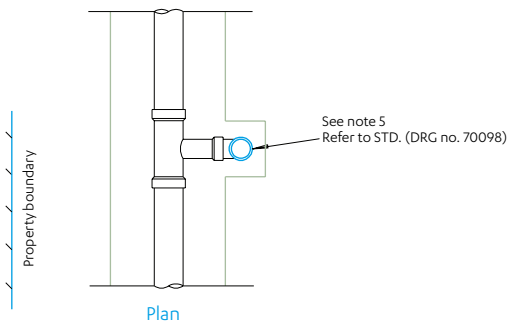 See note 5
Refer to STD. (DRG no. 70098)
Property boundary
Plan